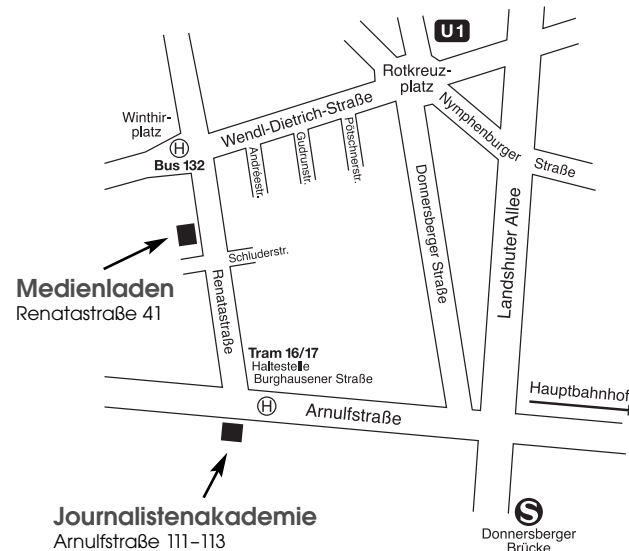 U1
Rotkreuz-
platz
Winthir-
platz
Wendl-Dietrich-Straße
Nymphenburger
Straße
H
Bus 132
Andréestr.
Gudrunstr.
Pötschnerstr.
Donnersberger Straße
Landshuter Allee
Schluderstr.
Medienladen
Renatastraße 41
Renatastraße
Tram 16/17
Haltestelle
Burghausener Straße
Hauptbahnhof
H
Arnulfstraße
Journalistenakademie
Arnulfstraße 111–113
S
Donnersberger
Brücke